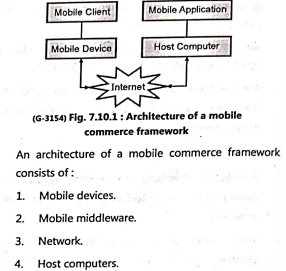 Mobile Client
Mobile Application
Mobile Device
Host Computer
Internet
(G-3154) Fig. 7.10.1 : Architecture of a mobile
commerce framework
An architecture of a mobile commerce framework
consists of :
1. Mobile devices.
2. Mobile middleware.
3. Network.
4. Host computers.